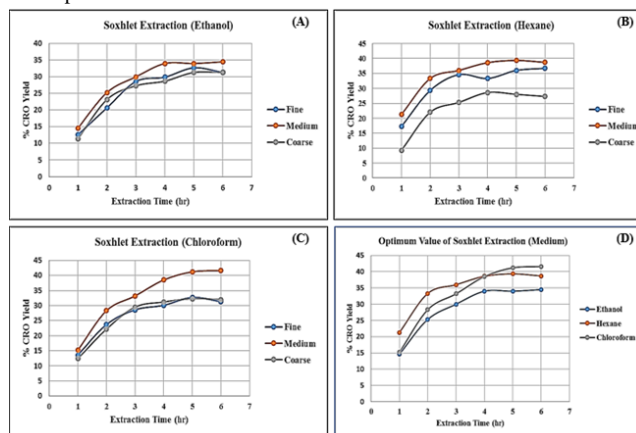 Soxhlet Extraction (Ethanol)
(A)
% CRO Yield
40
35
30
25
20
15
10
5
0
0 1 2 3 4 5 6 7
Extraction Time (hr)
Fine
Medium
Coarse
Soxhlet Extraction (Hexane)
(B)
% CRO Yield
45
40
35
30
25
20
15
10
5
0
0 1 2 3 4 5 6 7
Extraction Time (hr)
Fine
Medium
Coarse
Soxhlet Extraction (Chloroform)
(C)
% CRO Yield
45
40
35
30
25
20
15
10
5
0
0 1 2 3 4 5 6 7
Extraction Time (hr)
Fine
Medium
Coarse
Optimum Value of Soxhlet Extraction (Medium)
(D)
% CRO Yield
45
40
35
30
25
20
15
10
5
0
0 1 2 3 4 5 6 7
Extraction Time (hr)
Ethanol
Hexane
Chloroform